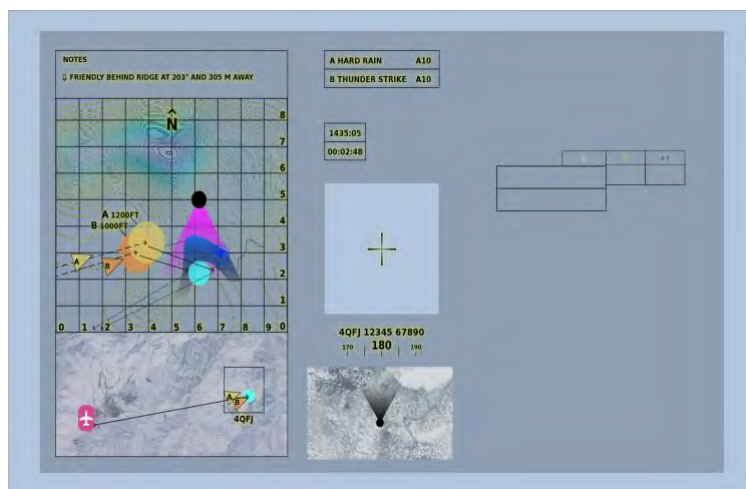 NOTES
FRIENDLY BEHIND RIDGE AT 203° AND 305 M AWAY
A HARD RAIN A10
B THUNDER STRIKE A10
1435:05
00:02:48
N
8
7
6
5
4
3
2
1
0 1 2 3 4 5 6 7 8 9 0
A 1200FT
B 1000FT
A
B
A
B
4QFJ
4QFJ 12345 67890
170 180 190